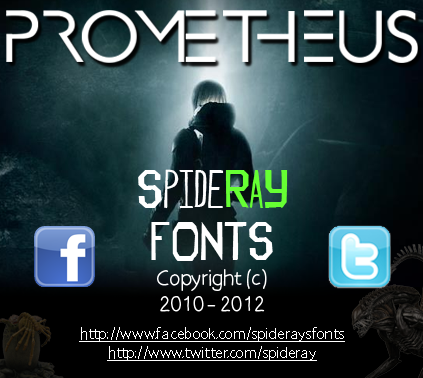 PROMETHEUS
SPIDERAY
FONTS
Copyright (c)
2010 - 2012
http://www.facebook.com/spideraysfonts
http://www.twitter.com/spideray